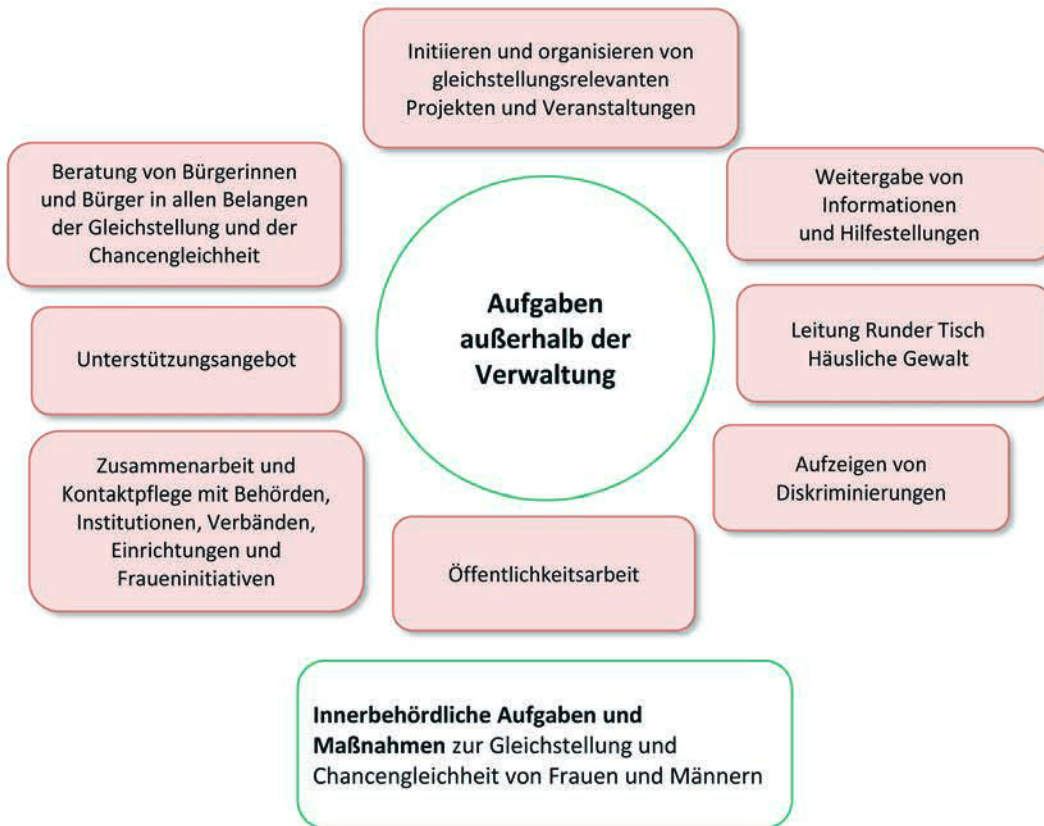 Initiieren und organisieren von
gleichstellungsrelevanten
Projekten und Veranstaltungen
Beratung von Bürgerinnen
und Bürger in allen Belangen
der Gleichstellung und der
Chancengleichheit
Weitergabe von
Informationen
und Hilfestellungen
Aufgaben
außerhalb der
Verwaltung
Unterstützungsangebot
Leitung Runder Tisch
Häusliche Gewalt
Zusammenarbeit und
Kontaktpflege mit Behörden,
Institutionen, Verbänden,
Einrichtungen und
Fraueninitiativen
Aufzeigen von
Diskriminierungen
Öffentlichkeitsarbeit
Innerbehördliche Aufgaben und
Maßnahmen zur Gleichstellung und
Chancengleichheit von Frauen und Männern